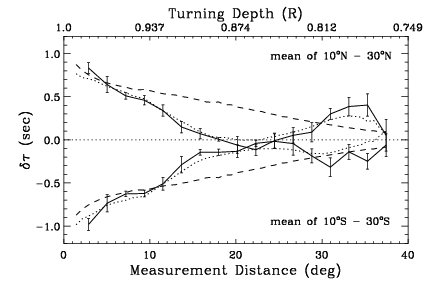 Turning Depth (R)
1.0 0.937 0.874 0.812 0.749
1.0
mean of 10°N – 30°N
0.5
δτ (sec)
0.0
−0.5
mean of 10°S – 30°S
−1.0
0 10 20 30 40
Measurement Distance (deg)